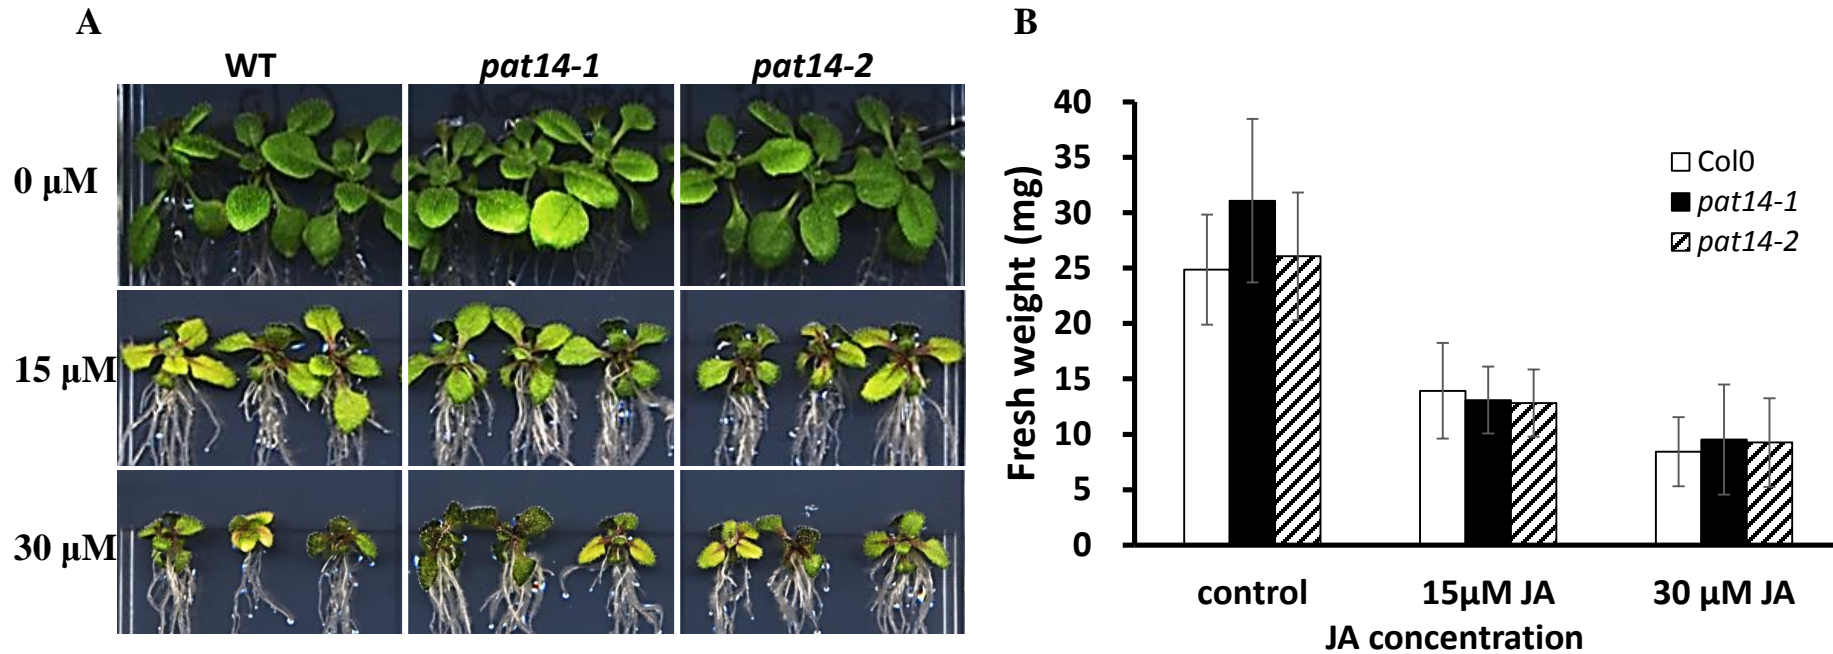 A
WT pat14-1 pat14-2
0 μM
15 μM
30 μM
B
40
35
30
25
20
15
10
5
0
Fresh weight (mg)
Col0
pat14-1
pat14-2
control 15μM JA 30 μM JA
JA concentration